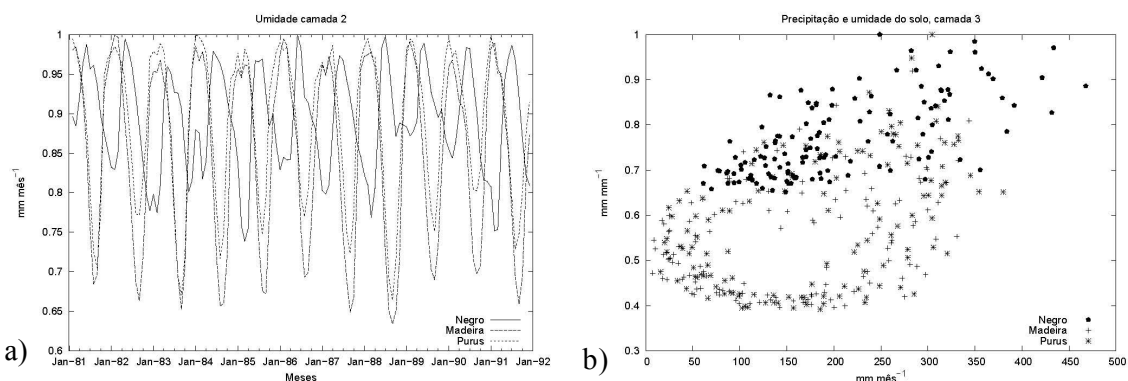 Umidade camada 2
mm mês⁻¹
1
0.95
0.9
0.85
0.8
0.75
0.7
0.65
0.6
Negro
Madeira
Purus
Jan-81 Jan-82 Jan-83 Jan-84 Jan-85 Jan-86 Jan-87 Jan-88 Jan-89 Jan-90 Jan-91 Jan-92
Meses
a)
Precipitação e umidade do solo, camada 3
mm mm⁻¹
1
0.9
0.8
0.7
0.6
0.5
0.4
0.3
Negro
Madeira
Purus
0 50 100 150 200 250 300 350 400 450 500
mm mês⁻¹
b)